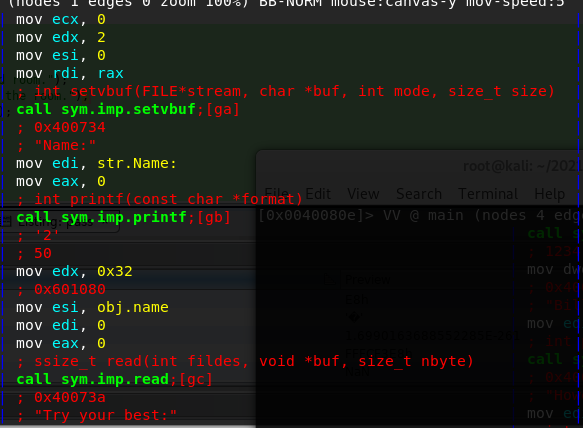 (nodes 1 edges 0 zoom 100%) BB-NORM mouse:canvas-y mov-speed:5
mov ecx, 0
mov edx, 2
mov esi, 0
mov rdi, rax
; int setvbuf(FILE*stream, char *buf, int mode, size_t size)
call sym.imp.setvbuf;[ga]
; 0x400734
; "Name:"
mov edi, str.Name:
mov eax, 0
; int printf(const char *format)
call sym.imp.printf;[gb]
; '2'
; 50
mov edx, 0x32
; 0x601080
mov esi, obj.name
mov edi, 0
mov eax, 0
; ssize_t read(int fildes, void *buf, size_t nbyte)
call sym.imp.read;[gc]
; 0x40073a
; "Try your best:"
root@kali: ~/202
File Edit View Search Terminal Help
[0x0040080e]> VV @ main (nodes 4 edg
call s
; 123
mov dw
mov ed
call s
mov ed